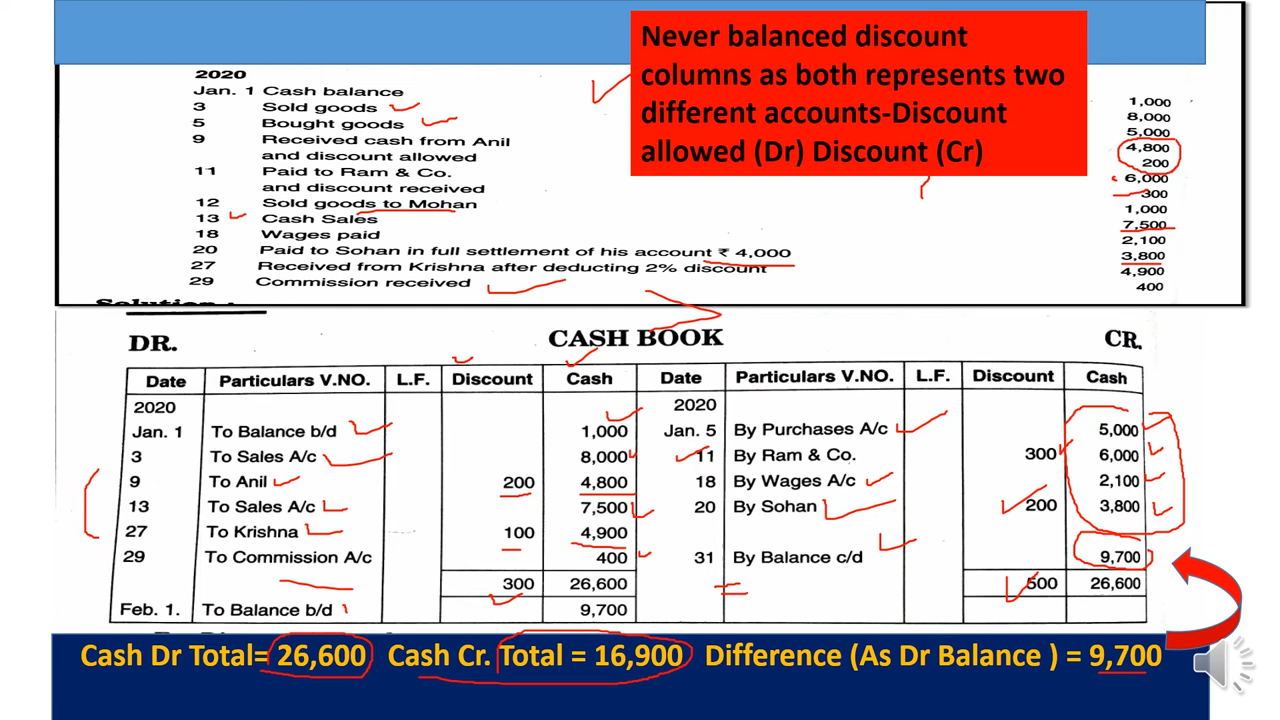 Never balanced discount
columns as both represents two
different accounts-Discount
allowed (Dr) Discount (Cr)
2020
Jan. 1 Cash balance 1,000
3 Sold goods 8,000
5 Bought goods 5,000
9 Received cash from Anil 4,800
and discount allowed 200
11 Paid to Ram & Co. 6,000
and discount received 300
12 Sold goods to Mohan 1,000
13 Cash Sales 7,500
18 Wages paid 2,100
20 Paid to Sohan in full settlement of his account ₹ 4,000 3,800
27 Received from Krishna after deducting 2% discount 4,900
29 Commission received 400
Solution :
DR. CASH BOOK CR.
Date Particulars V.NO. L.F. Discount Cash Date Particulars V.NO. L.F. Discount Cash
2020 2020
Jan. 1 To Balance b/d 1,000 Jan. 5 By Purchases A/c 5,000
3 To Sales A/c 8,000 11 By Ram & Co. 300 6,000
9 To Anil 200 4,800 18 By Wages A/c 2,100
13 To Sales A/c 7,500 20 By Sohan 200 3,800
27 To Krishna 100 4,900
29 To Commission A/c 400 31 By Balance c/d 9,700
300 26,600 500 26,600
Feb. 1. To Balance b/d 9,700
Cash Dr Total= 26,600 Cash Cr. Total = 16,900 Difference (As Dr Balance ) = 9,700